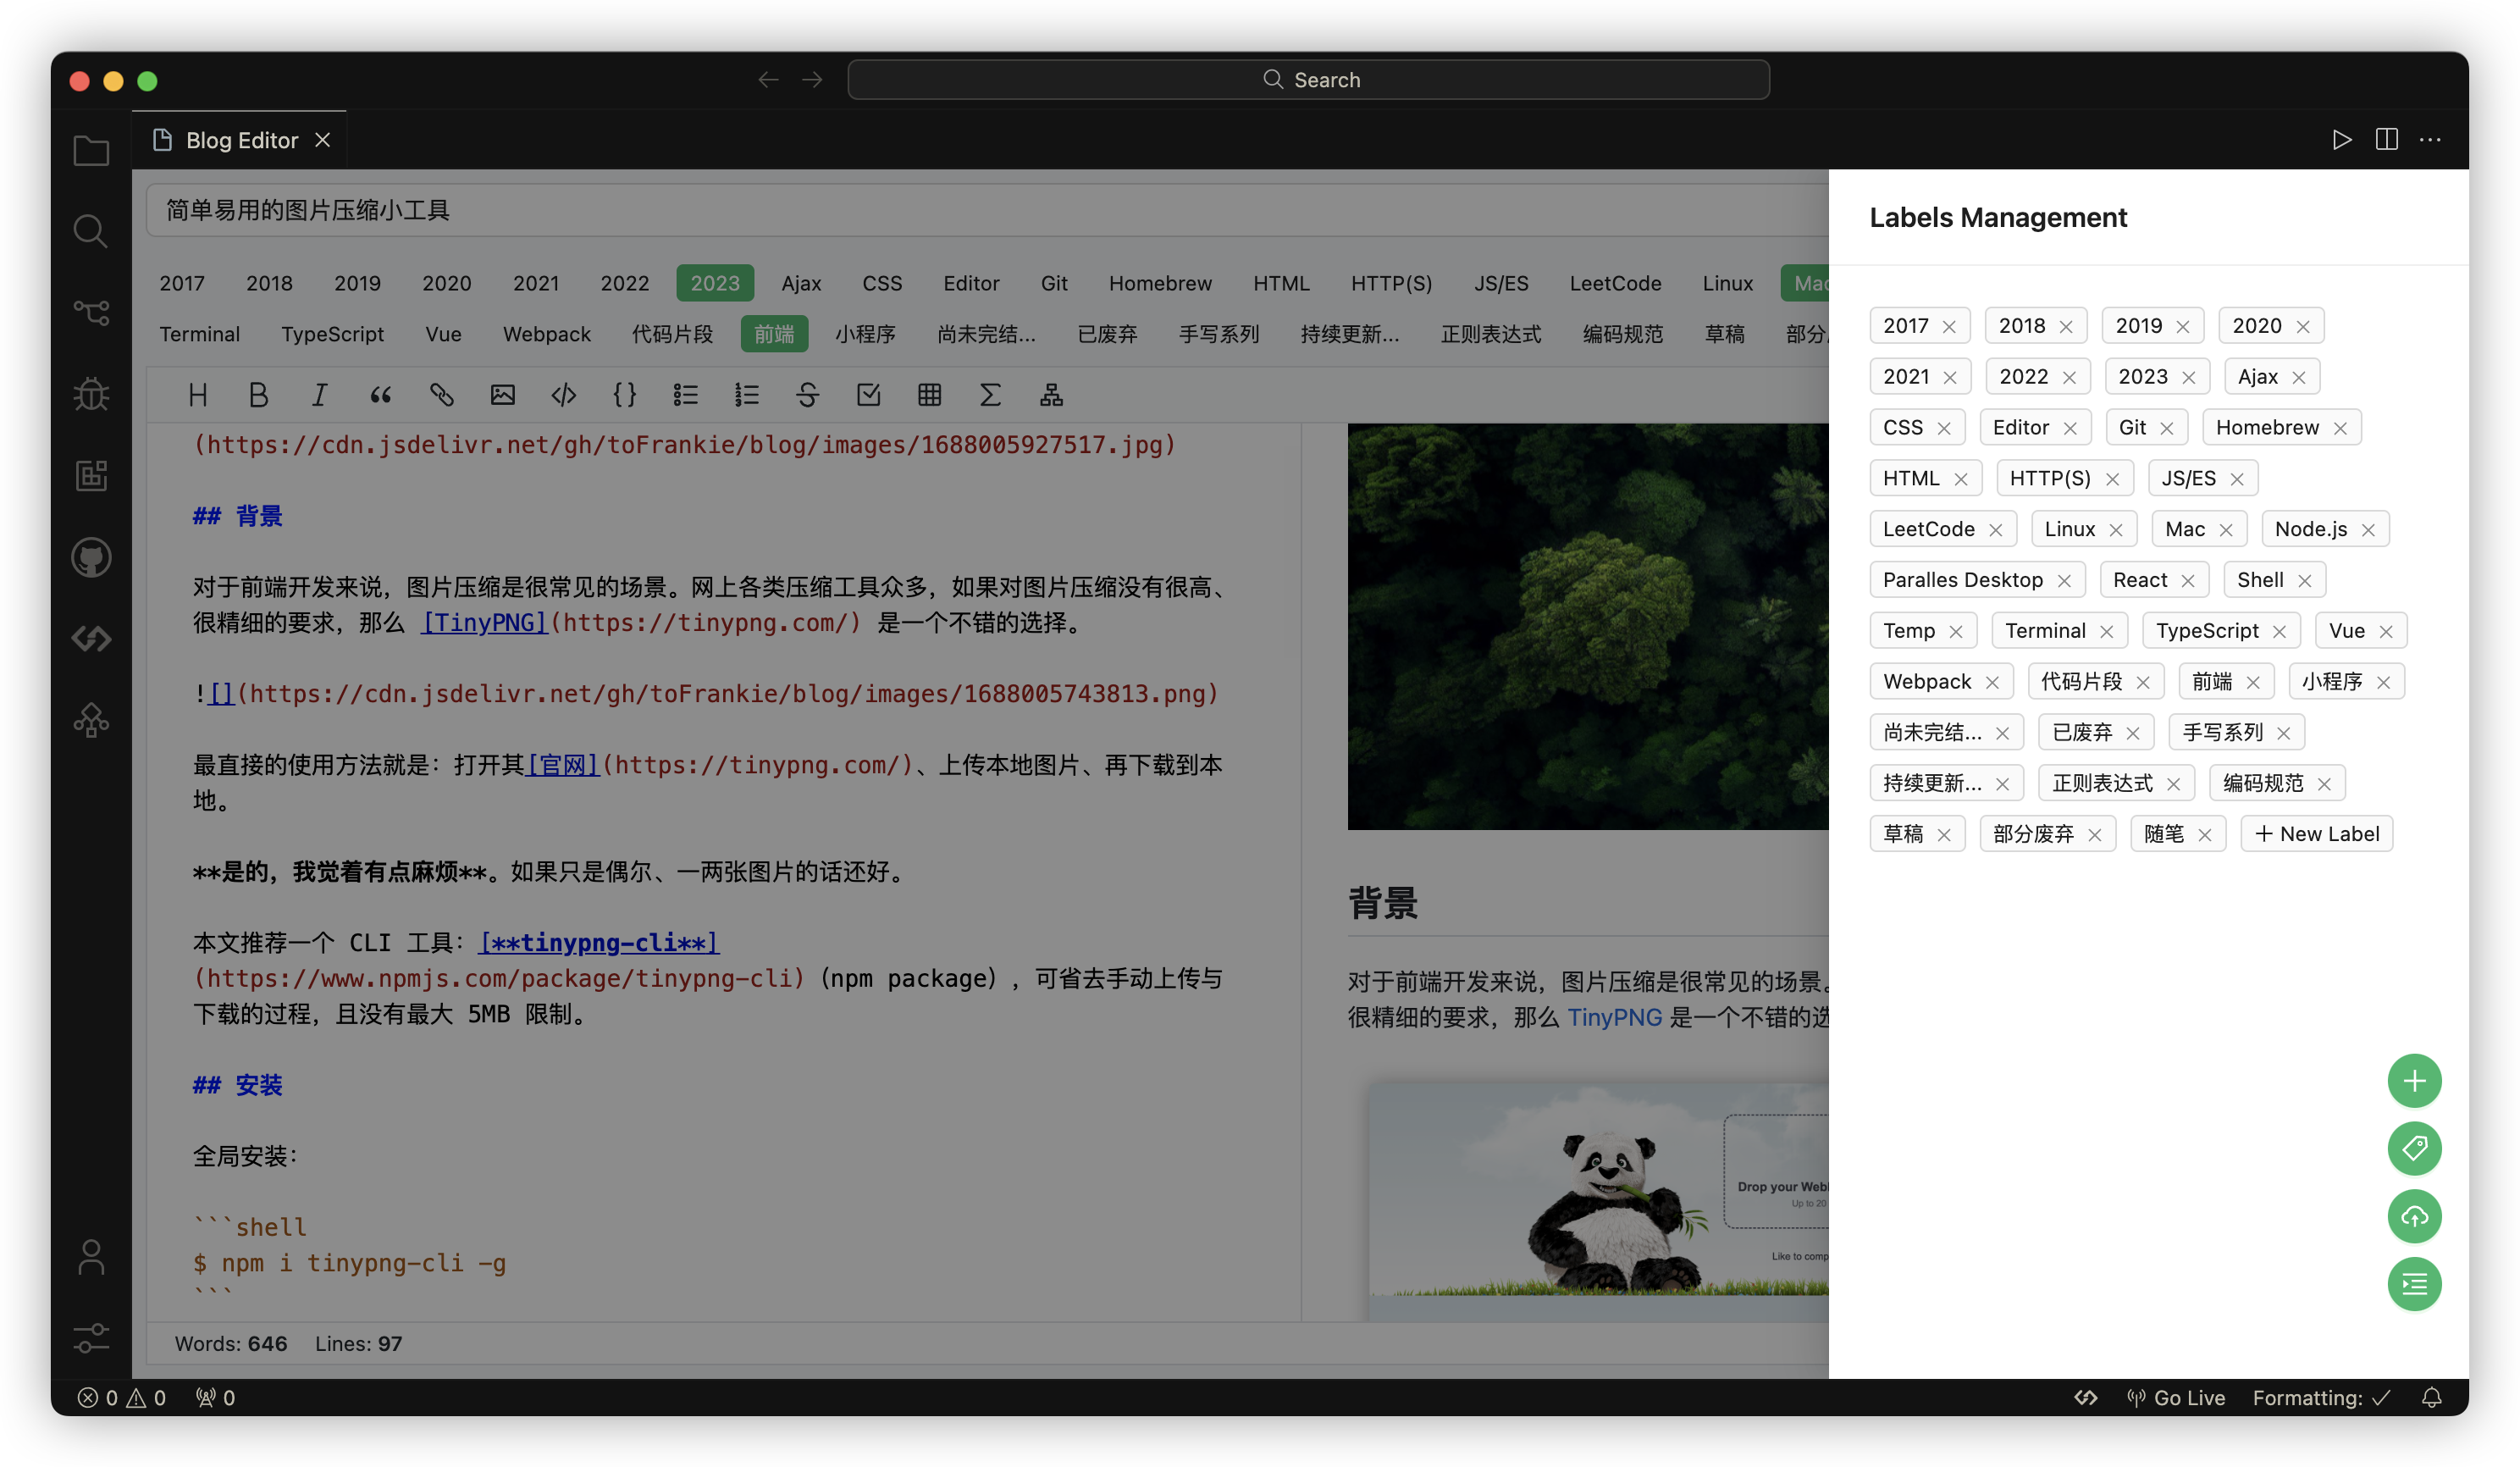 Search
Blog Editor
简单易用的图片压缩小工具
2017 2018 2019 2020 2021 2022 2023 Ajax CSS Editor Git Homebrew HTML HTTP(S) JS/ES LeetCode Linux Mac
Terminal TypeScript Vue Webpack 代码片段 前端 小程序 尚未完结... 已废弃 手写系列 持续更新... 正则表达式 编码规范 草稿 部分
(https://cdn.jsdelivr.net/gh/toFrankie/blog/images/1688005927517.jpg)
## 背景
对于前端开发来说，图片压缩是很常见的场景。网上各类压缩工具众多，如果对图片压缩没有很高、
很精细的要求，那么 [TinyPNG](https://tinypng.com/) 是一个不错的选择。
![](https://cdn.jsdelivr.net/gh/toFrankie/blog/images/1688005743813.png)
最直接的使用方法就是：打开其[官网](https://tinypng.com/)、上传本地图片、再下载到本
地。
**是的，我觉着有点麻烦**。如果只是偶尔、一两张图片的话还好。
本文推荐一个 CLI 工具：[**tinypng-cli**]
(https://www.npmjs.com/package/tinypng-cli)（npm package），可省去手动上传与
下载的过程，且没有最大 5MB 限制。
## 安装
全局安装：
```shell
$ npm i tinypng-cli -g
```
Words: 646 Lines: 97
背景
对于前端开发来说，图片压缩是很常见的场景。
很精细的要求，那么 TinyPNG 是一个不错的选
Drop your Web
Up to 20
Like to comp
Labels Management
2017 2018 2019 2020
2021 2022 2023 Ajax
CSS Editor Git Homebrew
HTML HTTP(S) JS/ES
LeetCode Linux Mac Node.js
Paralles Desktop React Shell
Temp Terminal TypeScript Vue
Webpack 代码片段 前端 小程序
尚未完结... 已废弃 手写系列
持续更新... 正则表达式 编码规范
草稿 部分废弃 随笔 + New Label
0 0 0 Go Live Formatting: ✓